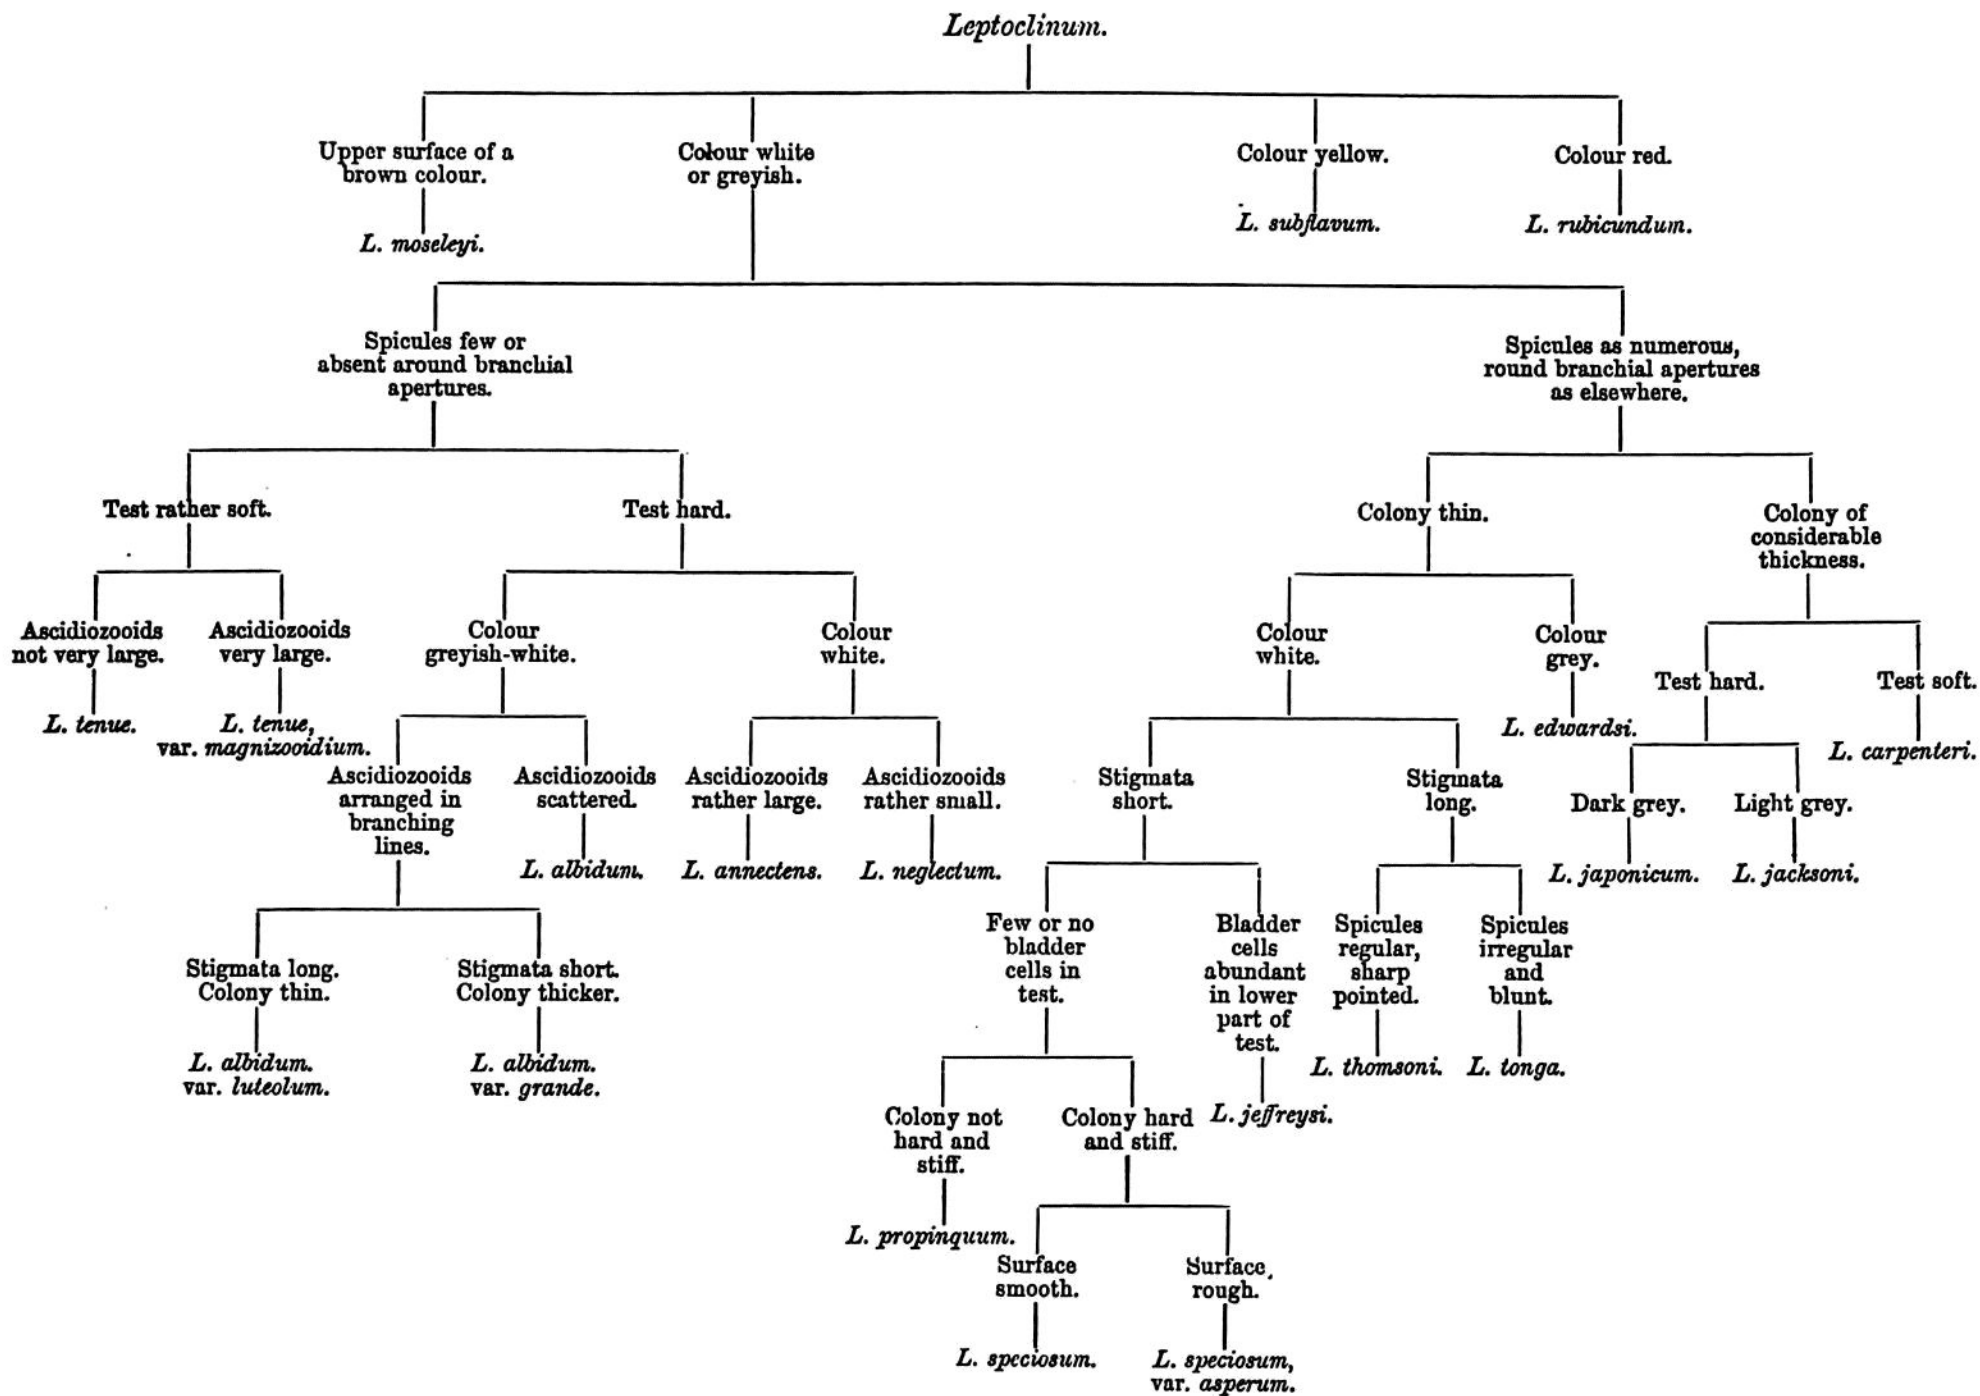 Leptoclinum.
Upper surface of a
brown colour.
L. moseleyi.
Colour white
or greyish.
Colour yellow.
L. subflavum.
Colour red.
L. rubicundum.
Spicules few or
absent around branchial
apertures.
Spicules as numerous,
round branchial apertures
as elsewhere.
Test rather soft.
Test hard.
Colony thin.
Colony of
considerable
thickness.
Ascidiozooids
not very large.
L. tenue.
Ascidiozooids
very large.
L. tenue,
var. magnizooidium.
Colour
greyish-white.
Colour
white.
Colour
white.
Colour
grey.
L. edwardsi.
Test hard.
Test soft.
L. carpenteri.
Ascidiozooids
arranged in
branching
lines.
Ascidiozooids
scattered.
L. albidum.
Ascidiozooids
rather large.
L. annectens.
Ascidiozooids
rather small.
L. neglectum.
Stigmata
short.
Stigmata
long.
Dark grey.
L. japonicum.
Light grey.
L. jacksoni.
Stigmata long.
Colony thin.
L. albidum.
var. luteolum.
Stigmata short.
Colony thicker.
L. albidum.
var. grande.
Few or no
bladder
cells in
test.
Bladder
cells
abundant
in lower
part of
test.
L. jeffreysi.
Spicules
regular,
sharp
pointed.
L. thomsoni.
Spicules
irregular
and
blunt.
L. tonga.
Colony not
hard and
stiff.
L. propinquum.
Colony hard
and stiff.
Surface
smooth.
L. speciosum.
Surface
rough.
L. speciosum,
var. asperum.